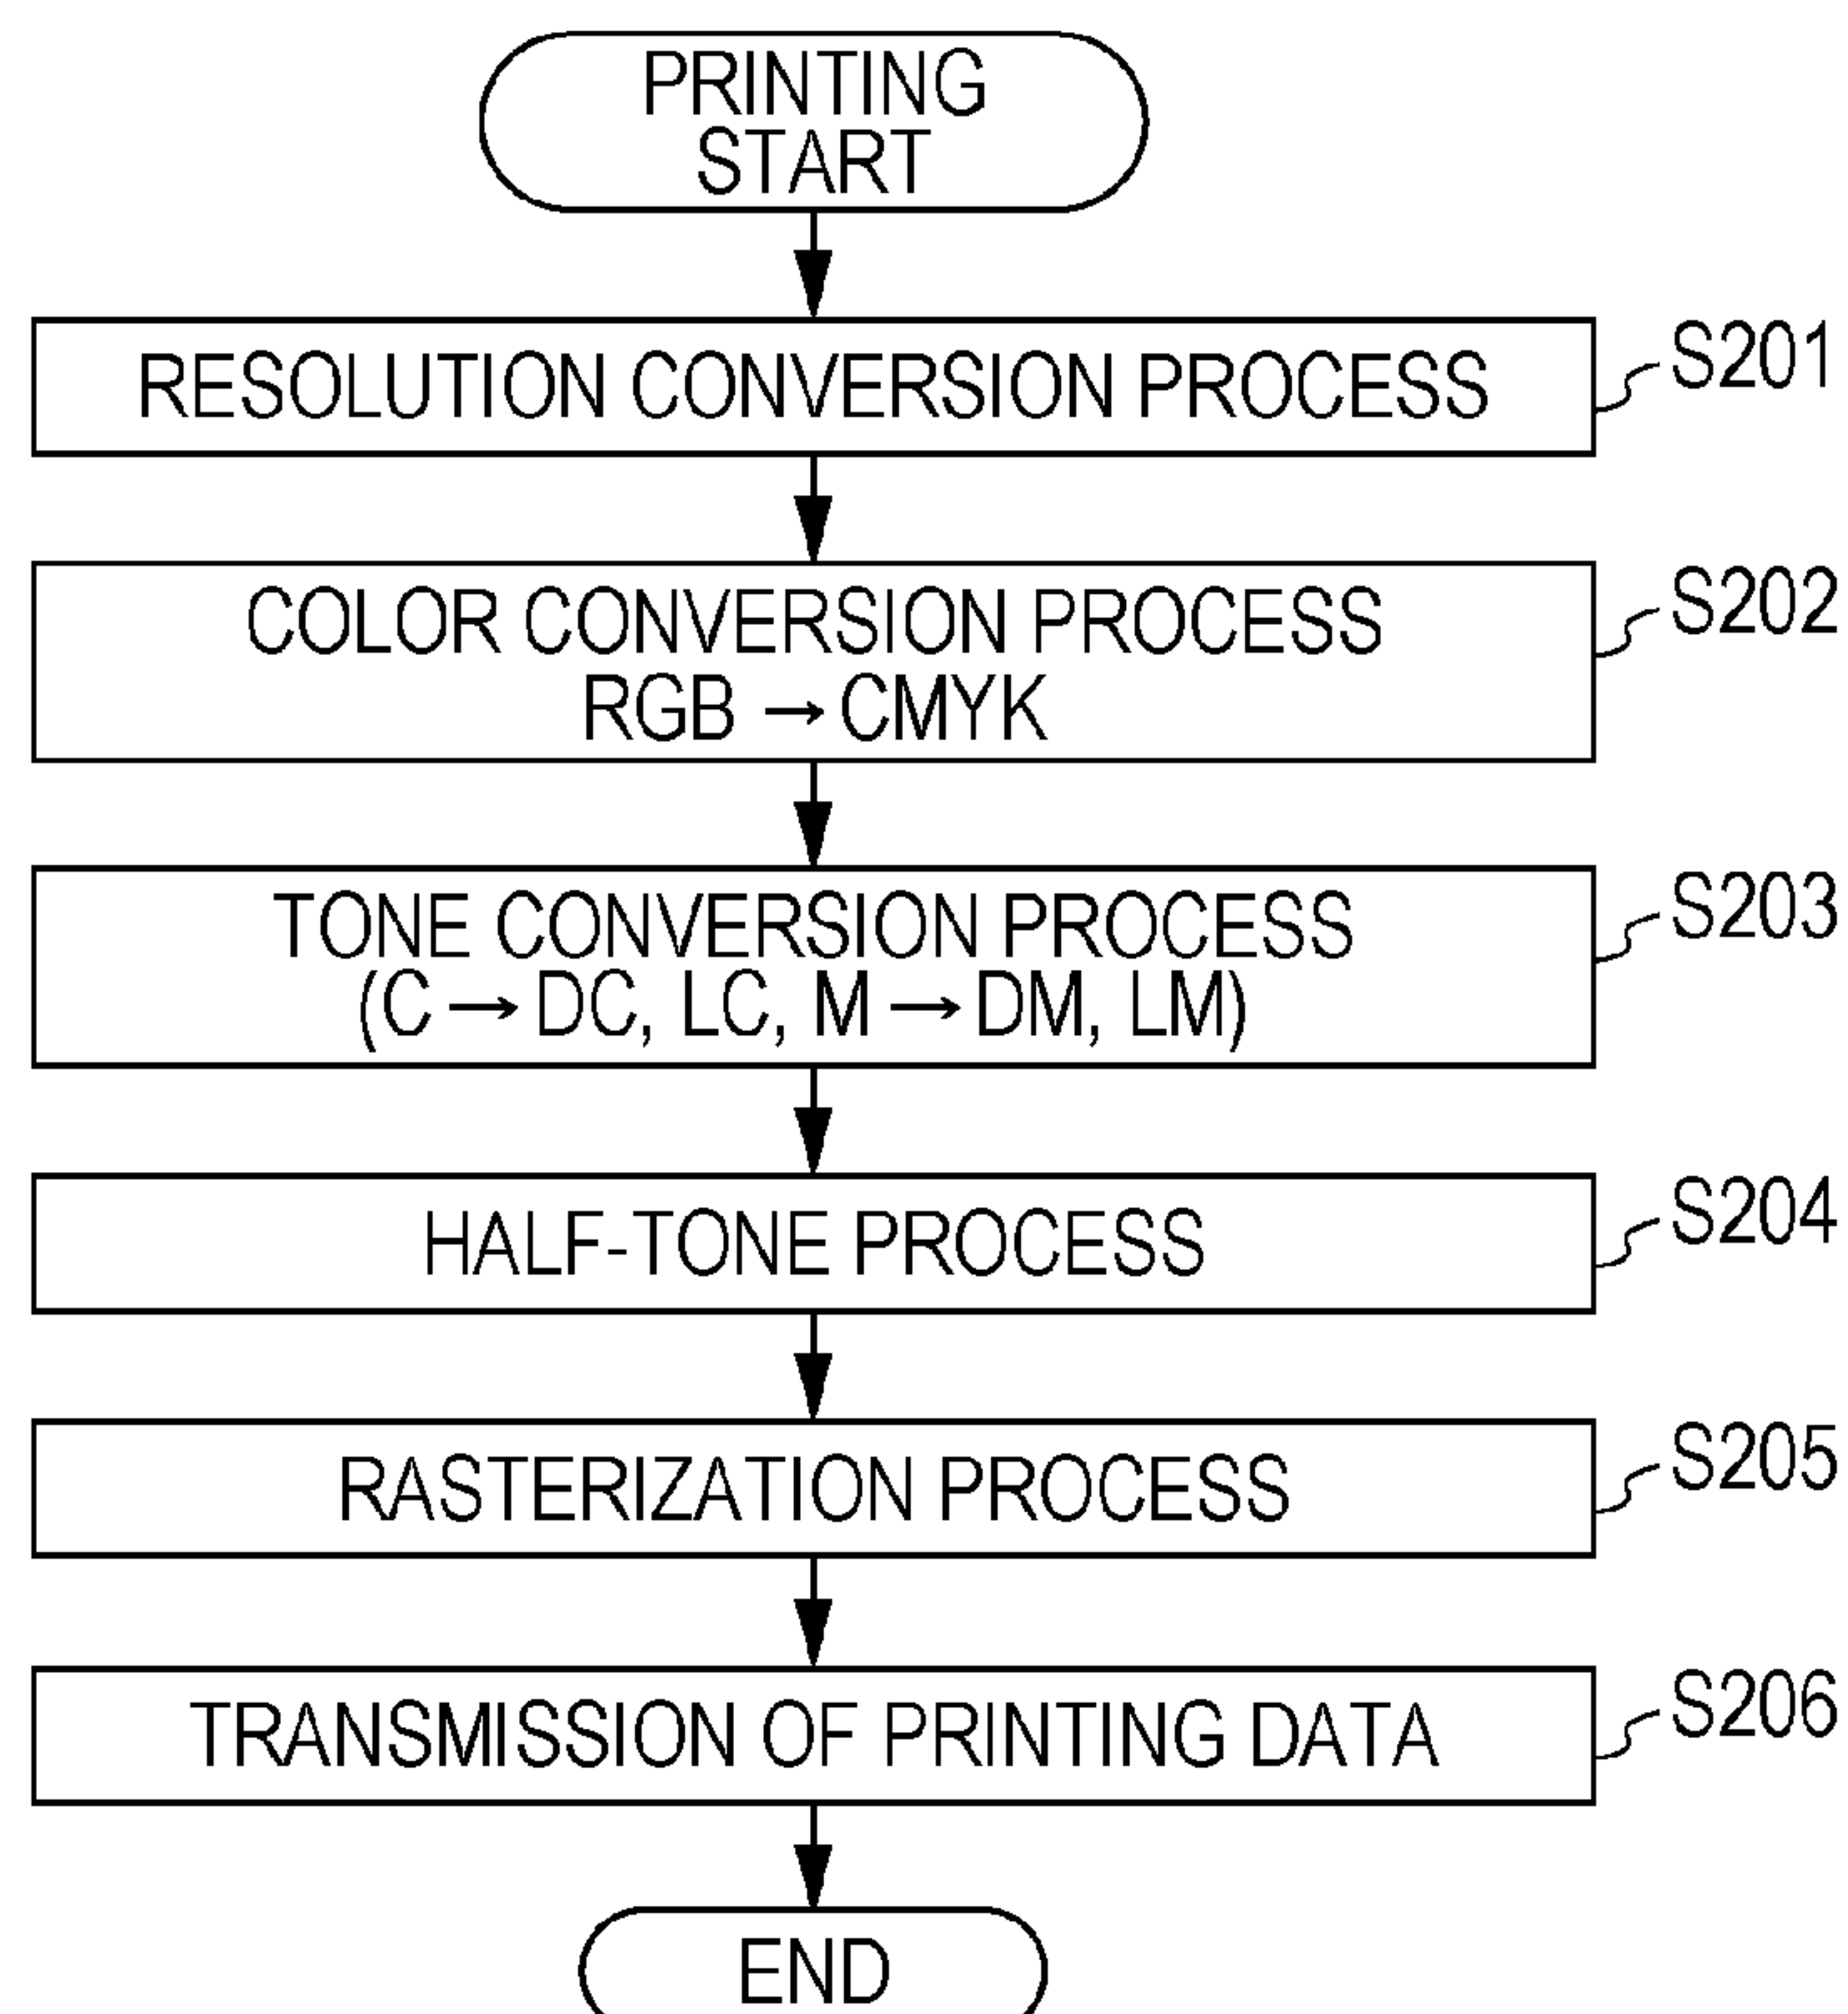 PRINTING
START
RESOLUTION CONVERSION PROCESS
S201
COLOR CONVERSION PROCESS
RGB → CMYK
S202
TONE CONVERSION PROCESS
(C → DC, LC, M → DM, LM)
S203
HALF-TONE PROCESS
S204
RASTERIZATION PROCESS
S205
TRANSMISSION OF PRINTING DATA
S206
END